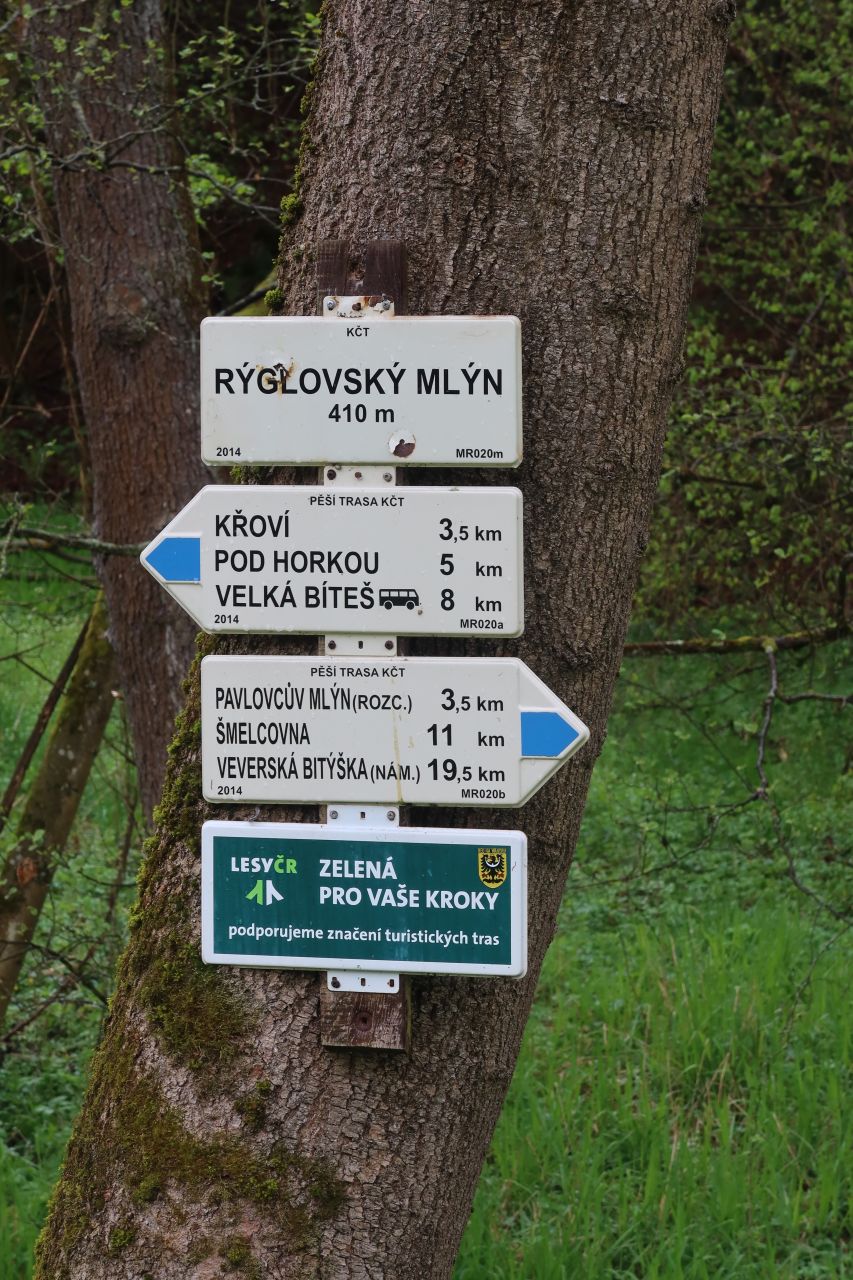 KČT
RÝGLOVSKÝ MLÝN
410 m
2014 MR020m
PĚŠÍ TRASA KČT
KŘOVÍ 3,5 km
POD HORKOU 5 km
VELKÁ BÍTEŠ 8 km
2014 MR020a
PĚŠÍ TRASA KČT
PAVLOVCŮV MLÝN (ROZC.) 3,5 km
ŠMELCOVNA 11 km
VEVERSKÁ BITÝŠKA (NÁM.) 19,5 km
2014 MR020b
LESYČR
ZELENÁ
PRO VAŠE KROKY
podporujeme značení turistických tras